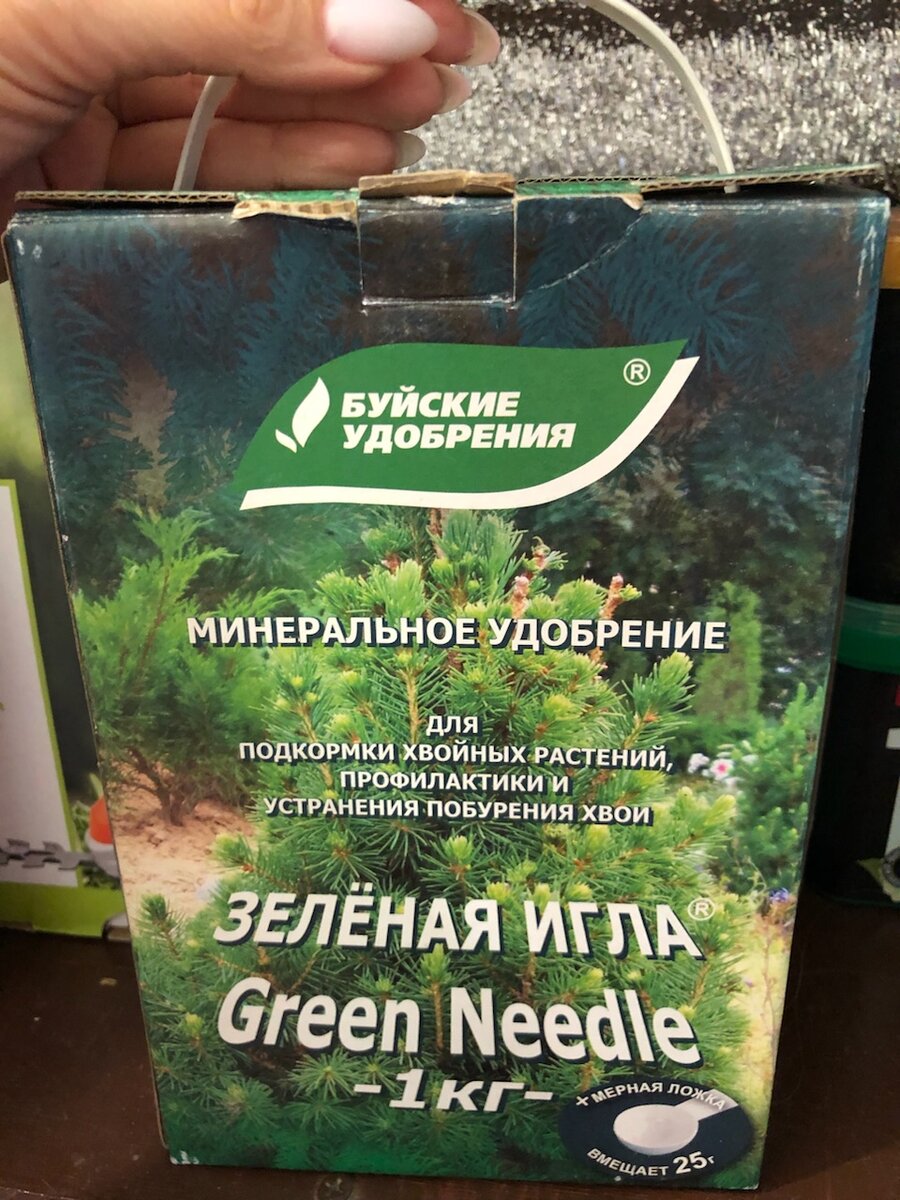 БУЙСКИЕ
УДОБРЕНИЯ
®
МИНЕРАЛЬНОЕ УДОБРЕНИЕ
ДЛЯ
ПОДКОРМКИ ХВОЙНЫХ РАСТЕНИЙ,
ПРОФИЛАКТИКИ И
УСТРАНЕНИЯ ПОБУРЕНИЯ ХВОИ
ЗЕЛЁНАЯ ИГЛА®
Green Needle
-1кг-
+ МЕРНАЯ ЛОЖКА
ВМЕЩАЕТ 25г